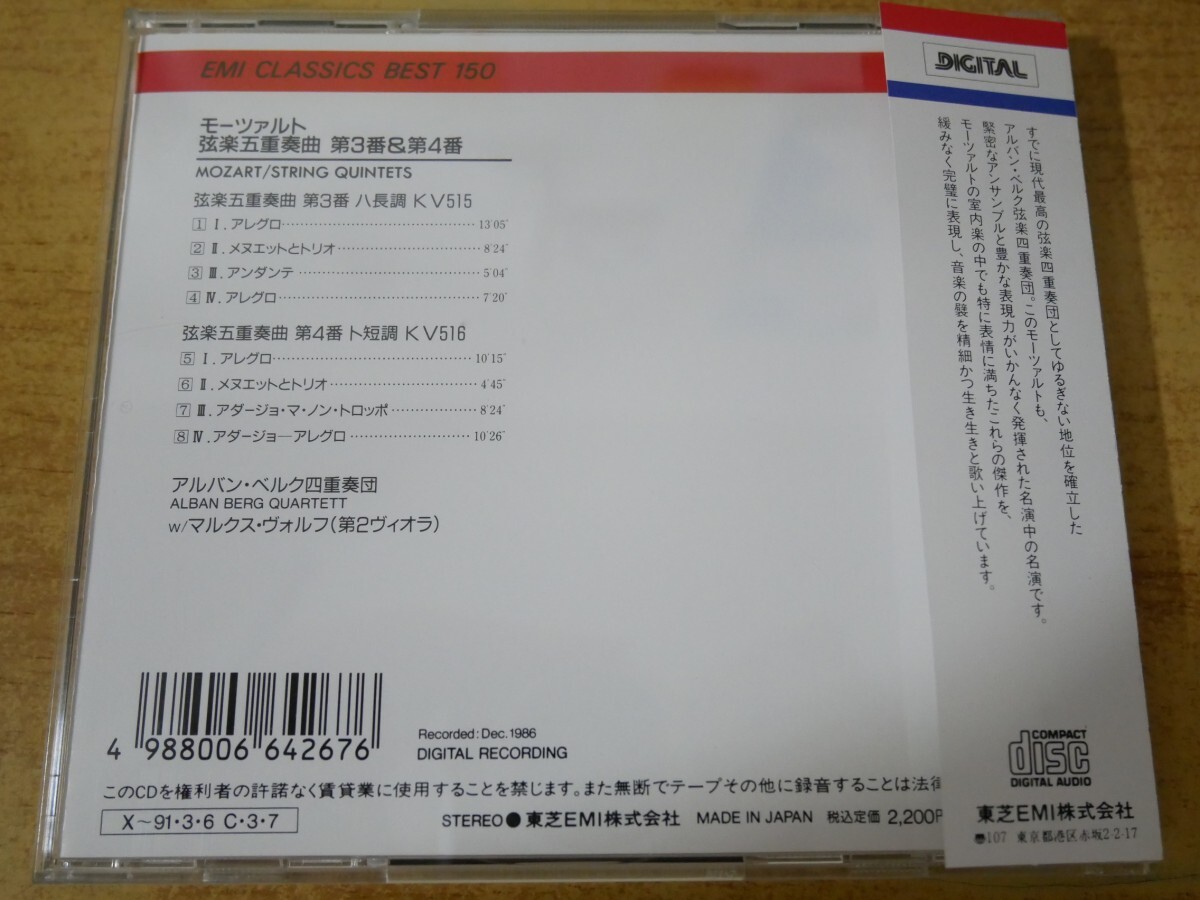 EMI CLASSICS BEST 150
モーツァルト
弦楽五重奏曲 第3番&第4番
MOZART/STRING QUINTETS
弦楽五重奏曲 第3番 ハ長調 KV515
1 Ⅰ.アレグロ 13′05″
2 Ⅱ.メヌエットとトリオ 8′24″
3 Ⅲ.アンダンテ 5′04″
4 Ⅳ.アレグロ 7′20″
弦楽五重奏曲 第4番 ト短調 KV516
5 Ⅰ.アレグロ 10′15″
6 Ⅱ.メヌエットとトリオ 4′45″
7 Ⅲ.アダージョ・マ・ノン・トロッポ 8′24″
8 Ⅳ.アダージョ―アレグロ 10′26″
アルバン・ベルク四重奏団
ALBAN BERG QUARTETT
w/マルクス・ヴォルフ(第2ヴィオラ)
4 988006 642676
Recorded: Dec. 1986
DIGITAL RECORDING
このCDを権利者の許諾なく賃貸業に使用することを禁じます。また無断でテープその他に録音することは法律
X〜91・3・6 C・3・7
STEREO● 東芝EMI株式会社 MADE IN JAPAN 税込定価 2,200円
DIGITAL
すでに現代最高の弦楽四重奏団としてゆるぎない地位を確立した
アルバン・ベルク弦楽四重奏団。このモーツァルトも、
緊密なアンサンブルと豊かな表現力がいかんなく発揮された名演中の名演です。
モーツァルトの室内楽の中でも特に表情に満ちたこれらの傑作を、
緩みなく完璧に表現し、音楽の襞を精細かつ生き生きと歌い上げています。
COMPACT
disc
DIGITAL AUDIO
東芝EMI株式会社
107 東京都港区赤坂2-2-17